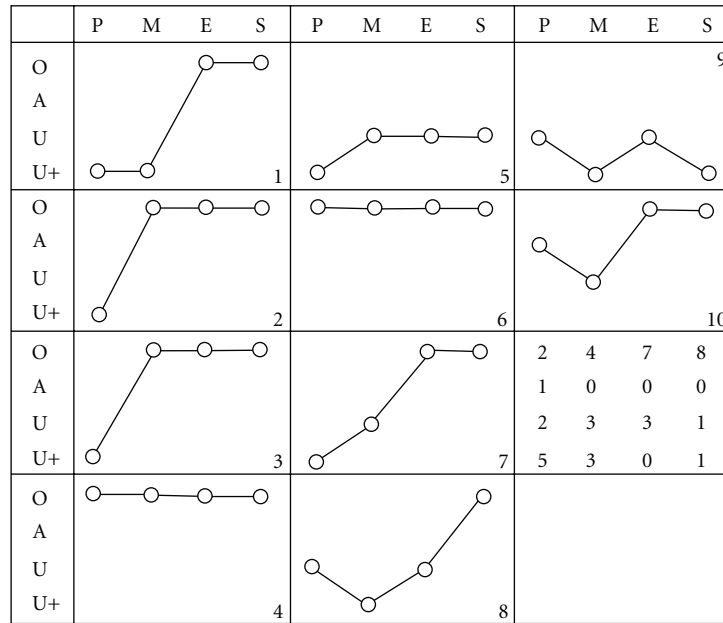 P M E S P M E S P M E S
O
A
U
U+
1 5 9
O
A
U
U+
2 6 10
O
A
U
U+
3 7
2 4 7 8
1 0 0 0
2 3 3 1
5 3 0 1
O
A
U
U+
4 8